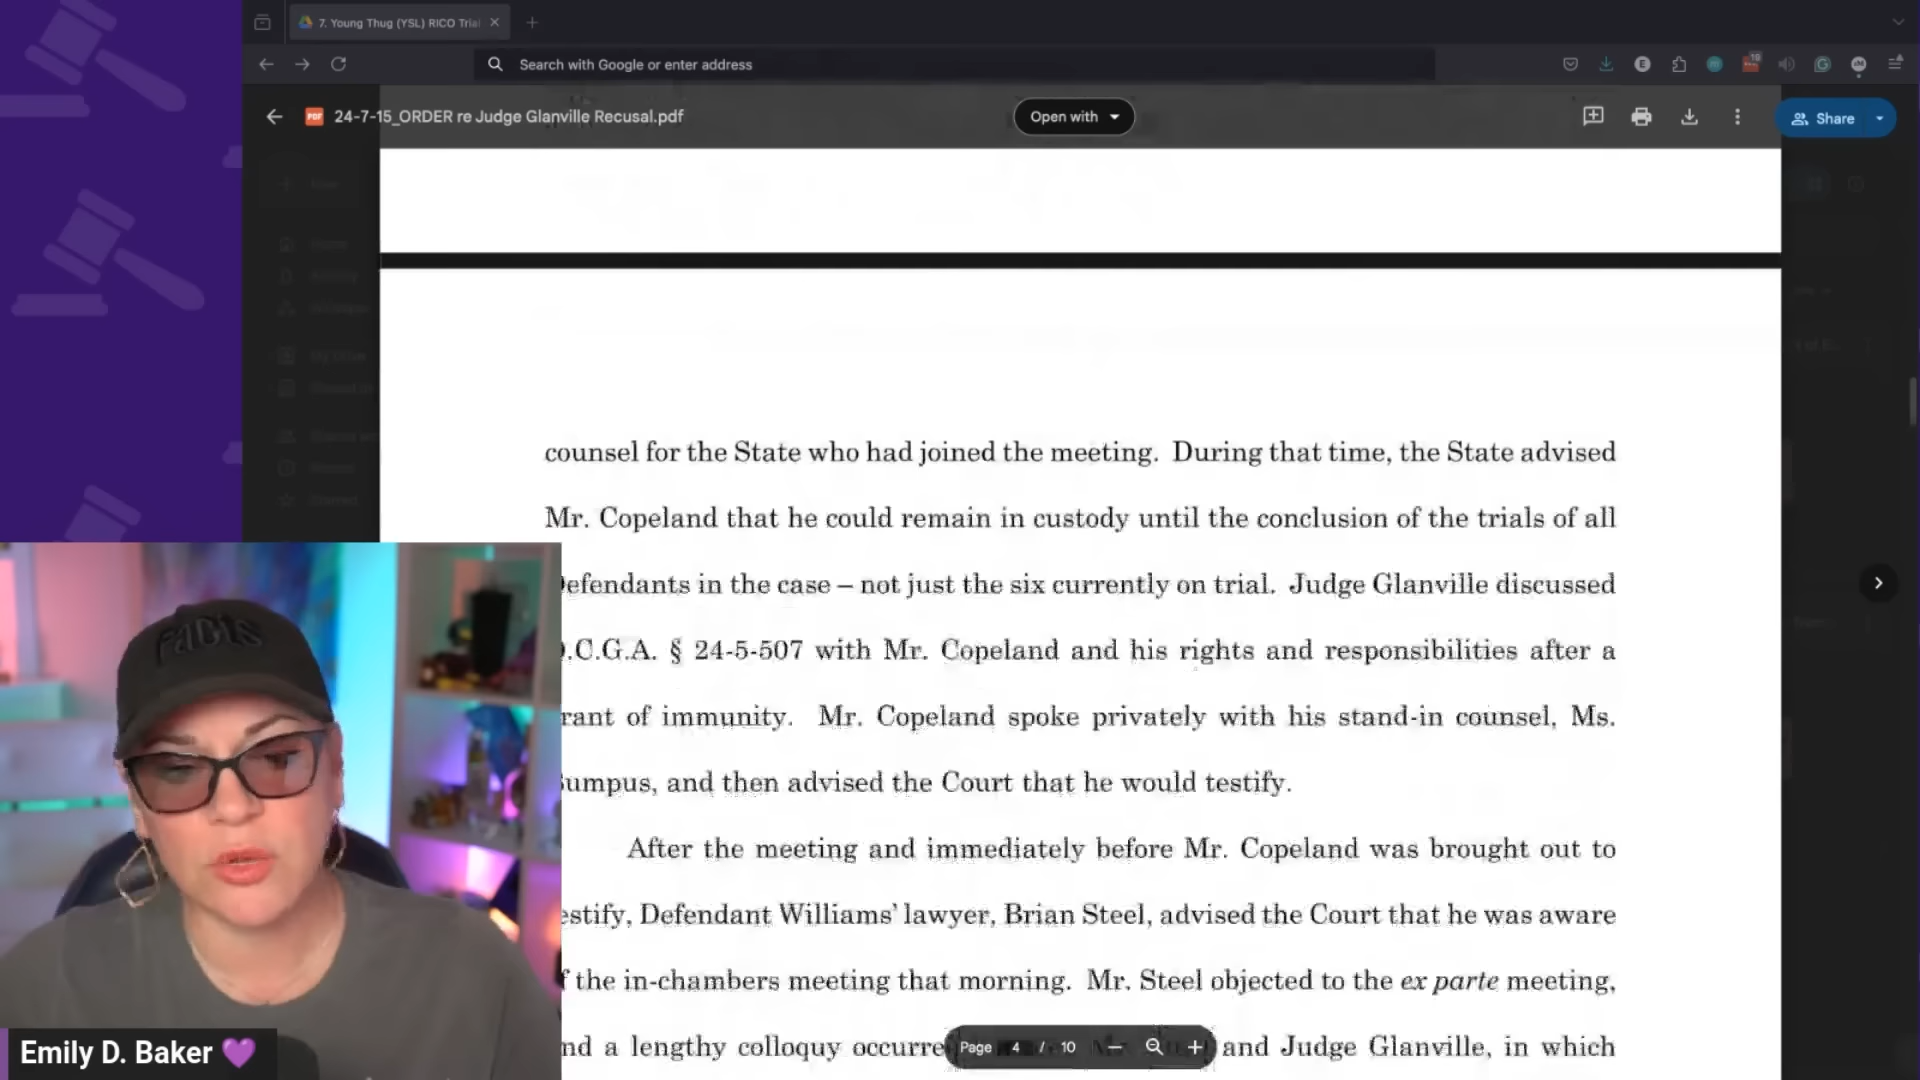 7. Young Thug (YSL) RICO Trial
Search with Google or enter address
19
PDF 24-7-15_ORDER re Judge Glanville Recusal.pdf
Open with
Share
counsel for the State who had joined the meeting. During that time, the State advised
Mr. Copeland that he could remain in custody until the conclusion of the trials of all
efendants in the case – not just the six currently on trial. Judge Glanville discussed
.C.G.A. § 24-5-507 with Mr. Copeland and his rights and responsibilities after a
rant of immunity. Mr. Copeland spoke privately with his stand-in counsel, Ms.
umpus, and then advised the Court that he would testify.
After the meeting and immediately before Mr. Copeland was brought out to
estify, Defendant Williams' lawyer, Brian Steel, advised the Court that he was aware
f the in-chambers meeting that morning. Mr. Steel objected to the ex parte meeting,
nd a lengthy colloquy occurre and Judge Glanville, in which
Page 4 / 10
FACTS
Emily D. Baker 💜